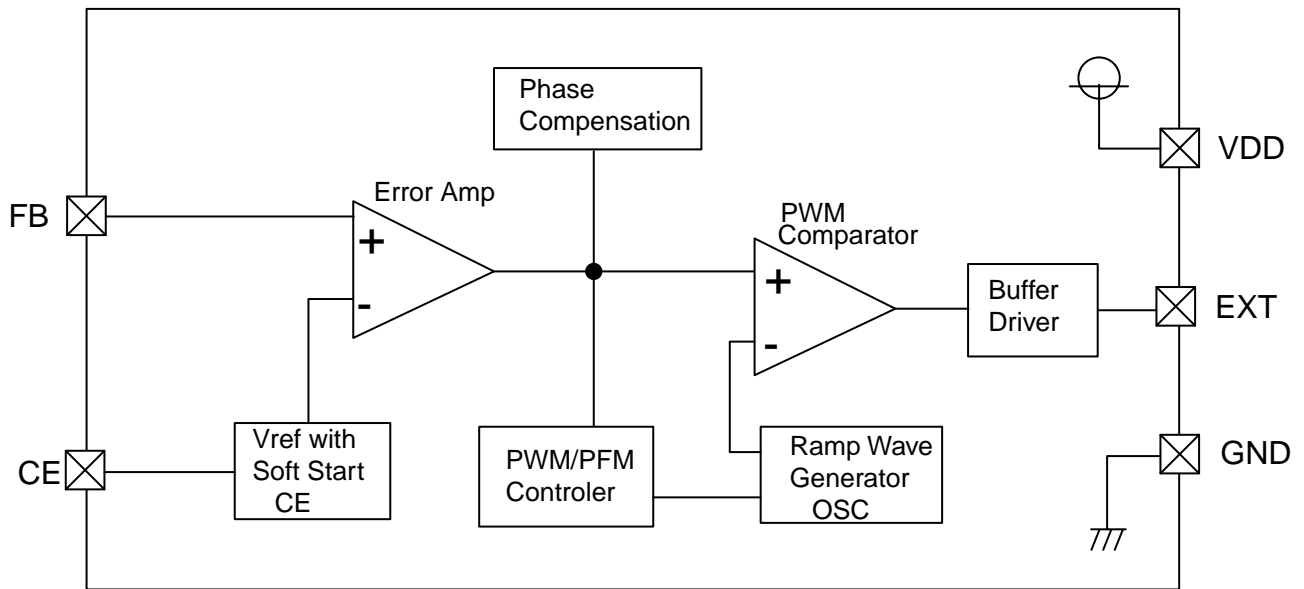 Phase
Compensation
VDD
Error Amp
FB
+
-
PWM
Comparator
+
-
Buffer
Driver
EXT
Vref with
Soft Start
CE
CE
PWM/PFM
Controler
Ramp Wave
Generator
OSC
GND